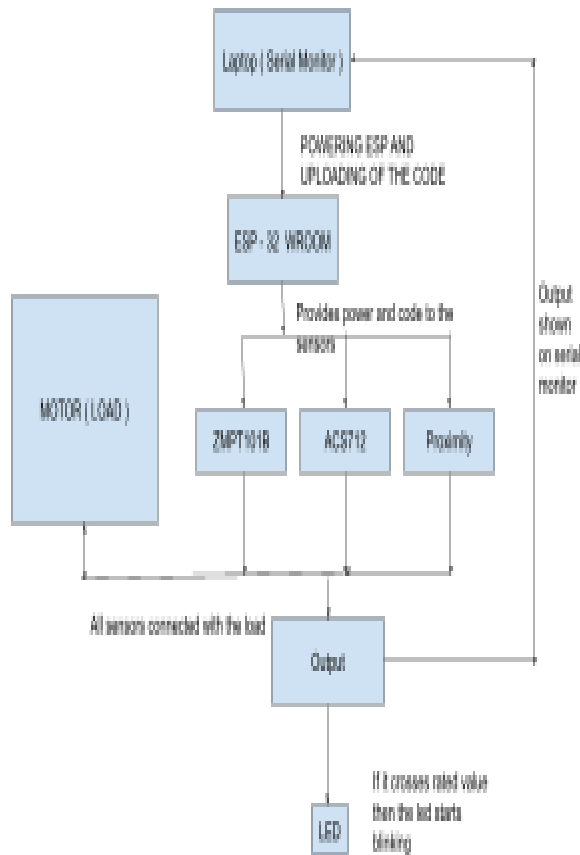 Laptop ( Serial Monitor )
POWERING ESP AND
UPLOADING OF THE CODE
ESP - 32 WROOM
Provides power and code to the
sensors
Output
shown
on serial
monitor
MOTOR ( LOAD )
ZMPT101B
ACS712
Proximity
All sensors connected with the load
Output
If it crosses rated value
then the led starts
blinking
LED